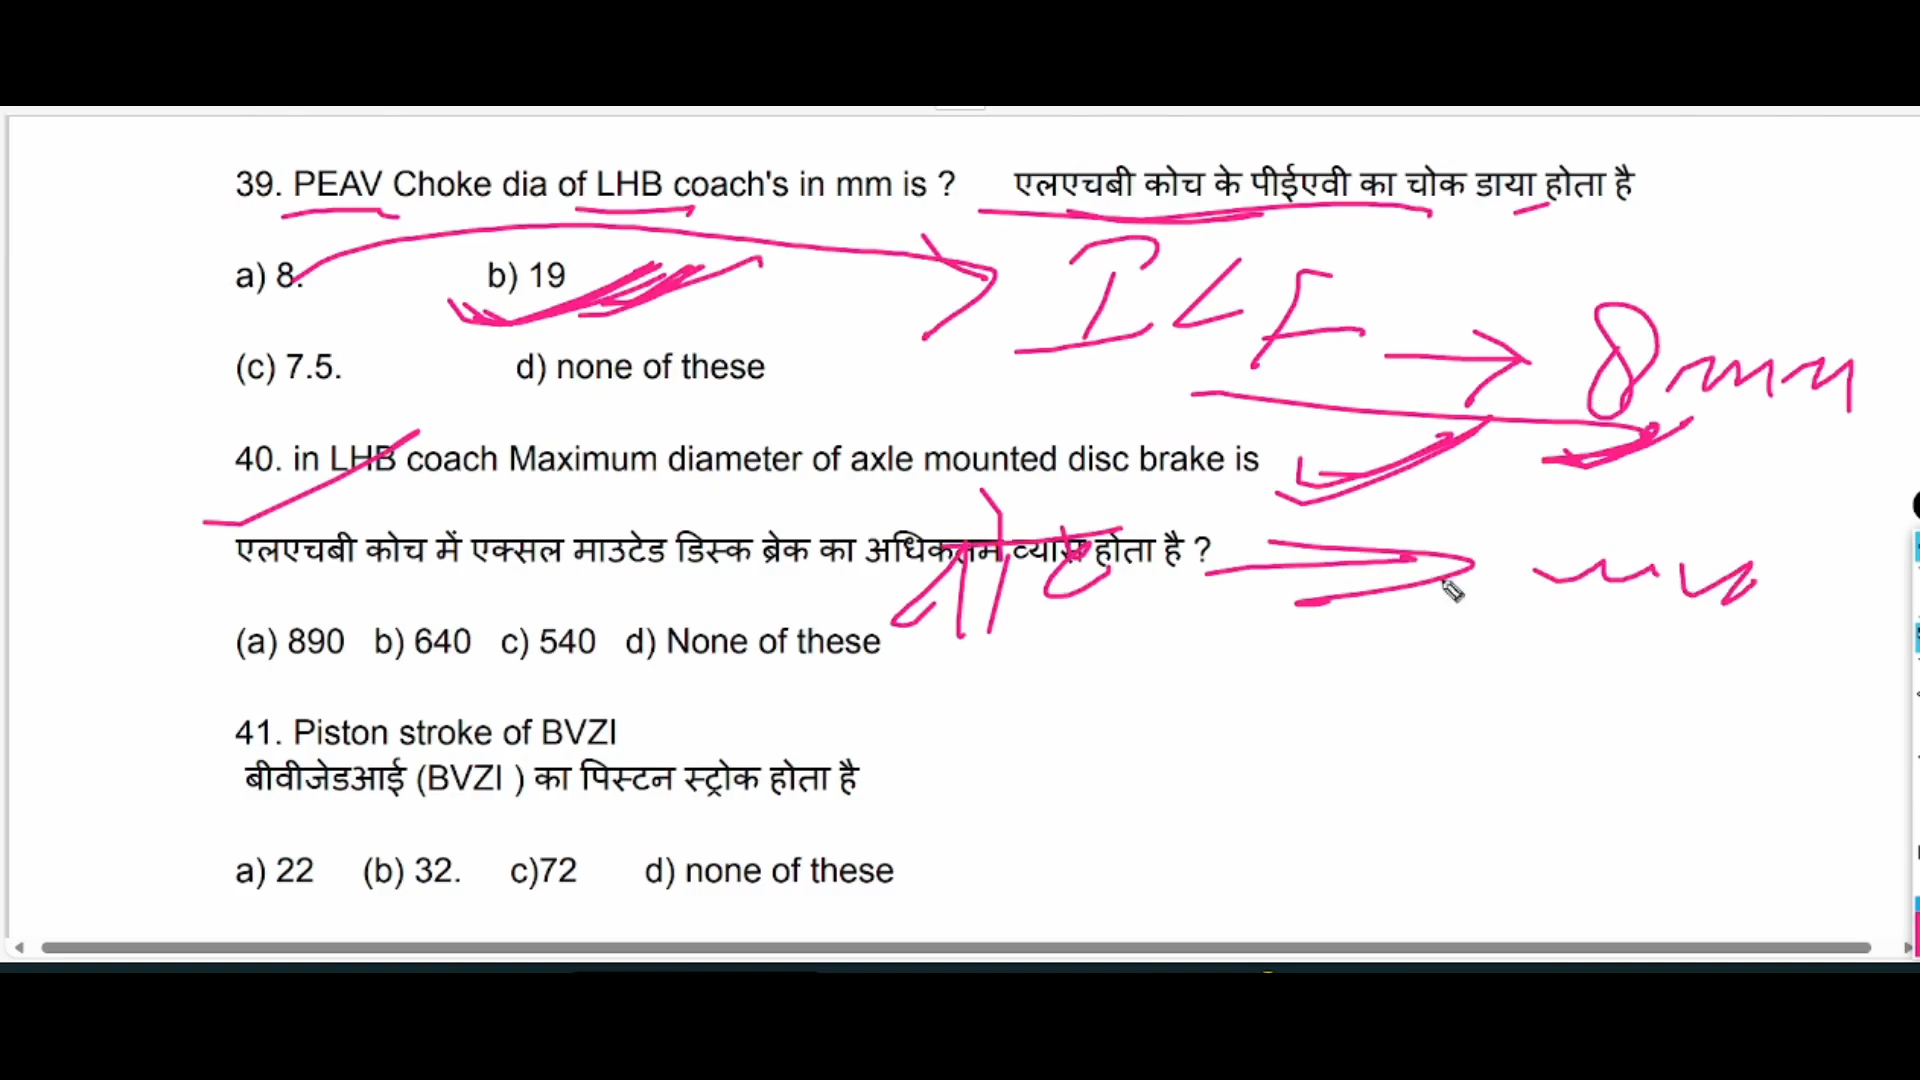 39. PEAV Choke dia of LHB coach's in mm is ? एलएचबी कोच के पीईएवी का चोक डाया होता है
a) 8. b) 19
ICF → 8mm
(c) 7.5. d) none of these
40. in LHB coach Maximum diameter of axle mounted disc brake is
एलएचबी कोच में एक्सल माउटेड डिस्क ब्रेक का अधिकतम व्यास होता है ?
(a) 890 b) 640 c) 540 d) None of these
41. Piston stroke of BVZI
बीवीजेडआई (BVZI ) का पिस्टन स्ट्रोक होता है
a) 22 (b) 32. c)72 d) none of these